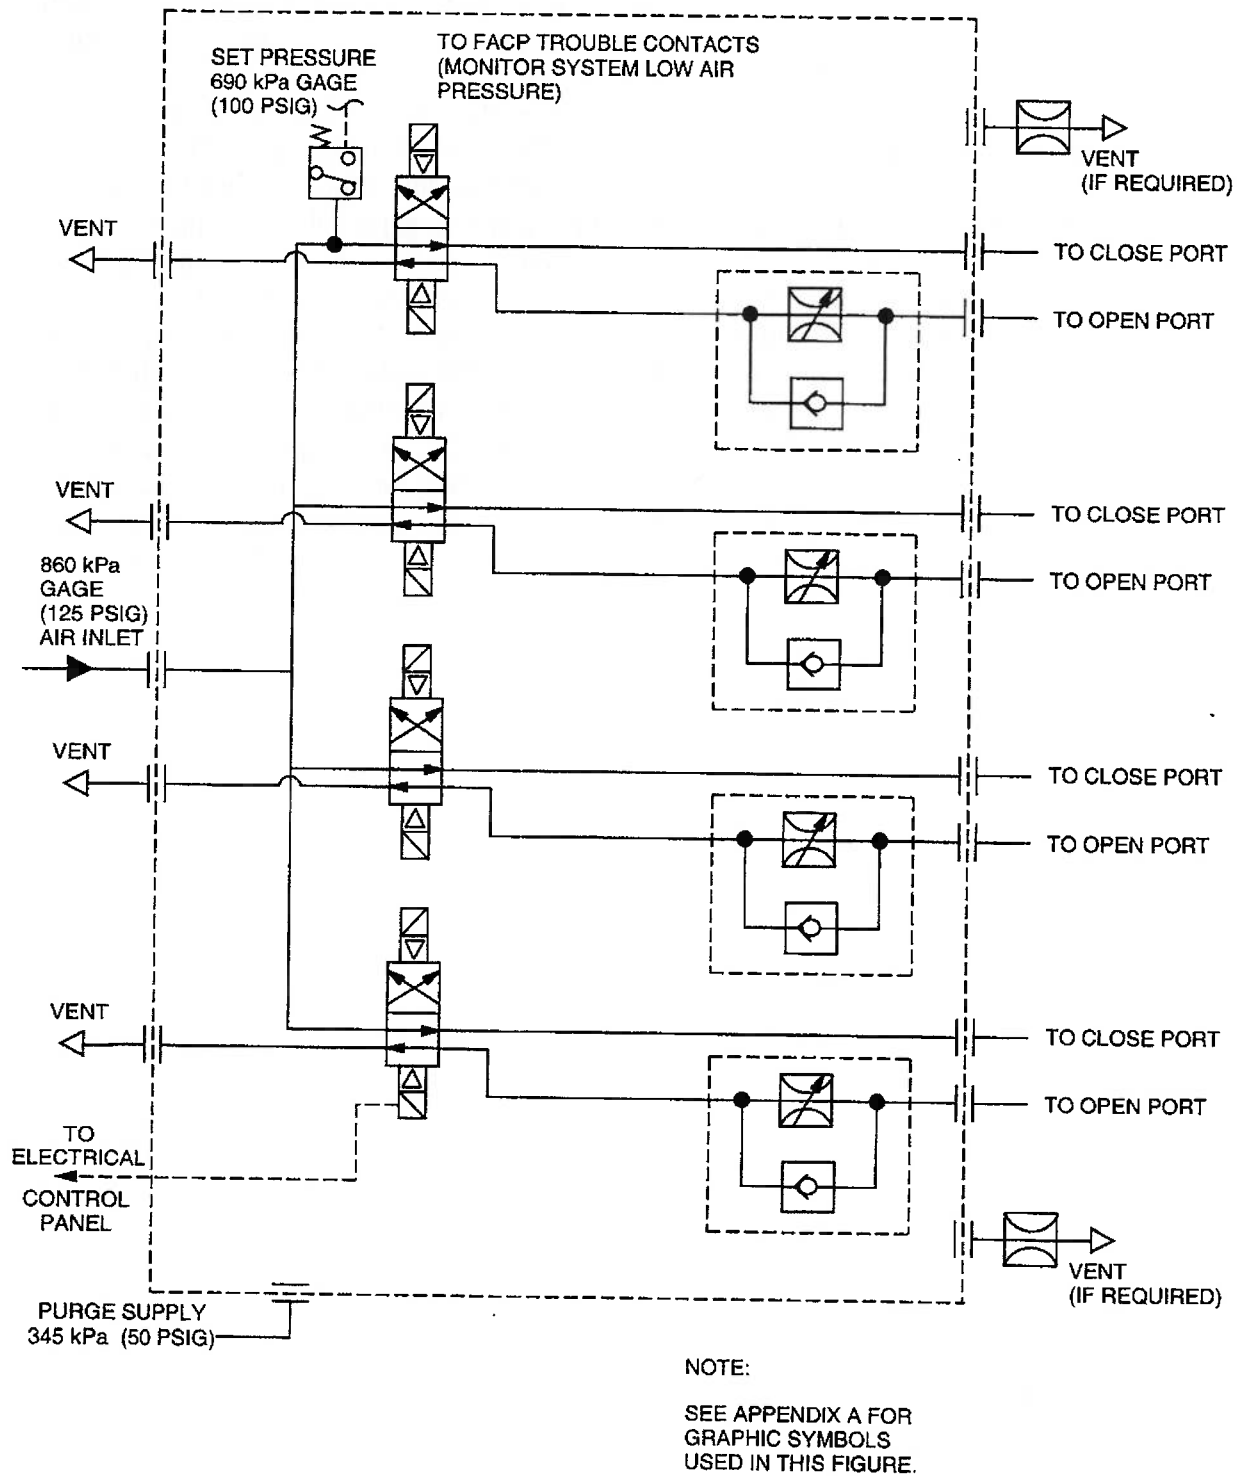 SET PRESSURE
690 kPa GAGE
(100 PSIG)
TO FACP TROUBLE CONTACTS
(MONITOR SYSTEM LOW AIR
PRESSURE)
VENT
(IF REQUIRED)
VENT
TO CLOSE PORT
TO OPEN PORT
VENT
TO CLOSE PORT
860 kPa
GAGE
(125 PSIG)
AIR INLET
TO OPEN PORT
VENT
TO CLOSE PORT
TO OPEN PORT
VENT
TO CLOSE PORT
TO OPEN PORT
TO
ELECTRICAL
CONTROL
PANEL
VENT
(IF REQUIRED)
PURGE SUPPLY
345 kPa (50 PSIG)
NOTE:
SEE APPENDIX A FOR
GRAPHIC SYMBOLS
USED IN THIS FIGURE.